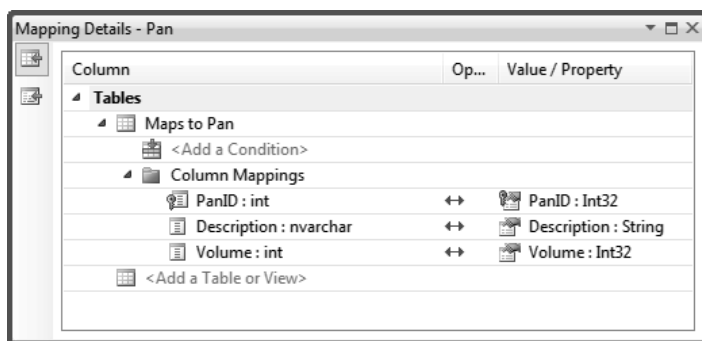 Mapping Details - Pan
Column Op... Value / Property
Tables
Maps to Pan
<Add a Condition>
Column Mappings
PanID : int PanID : Int32
Description : nvarchar Description : String
Volume : int Volume : Int32
<Add a Table or View>